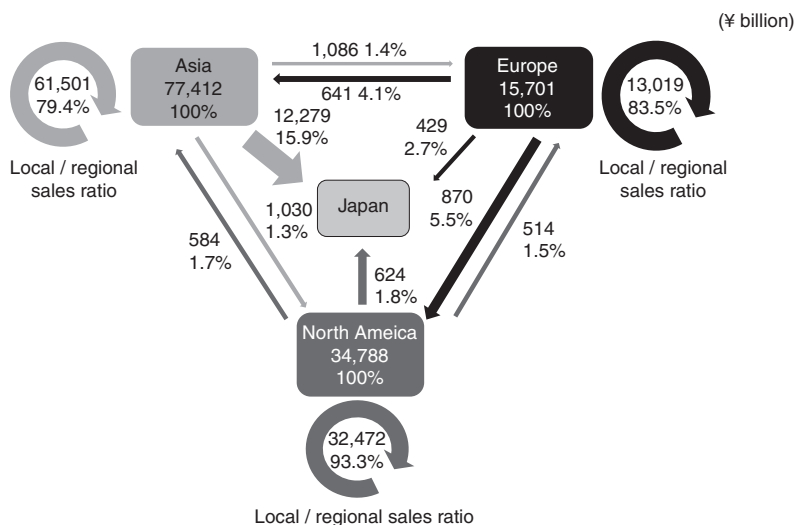 (¥ billion)
Asia
77,412
100%
1,086 1.4%
641 4.1%
Europe
15,701
100%
61,501
79.4%
Local / regional
sales ratio
13,019
83.5%
Local / regional
sales ratio
12,279
15.9%
429
2.7%
Japan
1,030
1.3%
870
5.5%
584
1.7%
514
1.5%
624
1.8%
North Ameica
34,788
100%
32,472
93.3%
Local / regional sales ratio